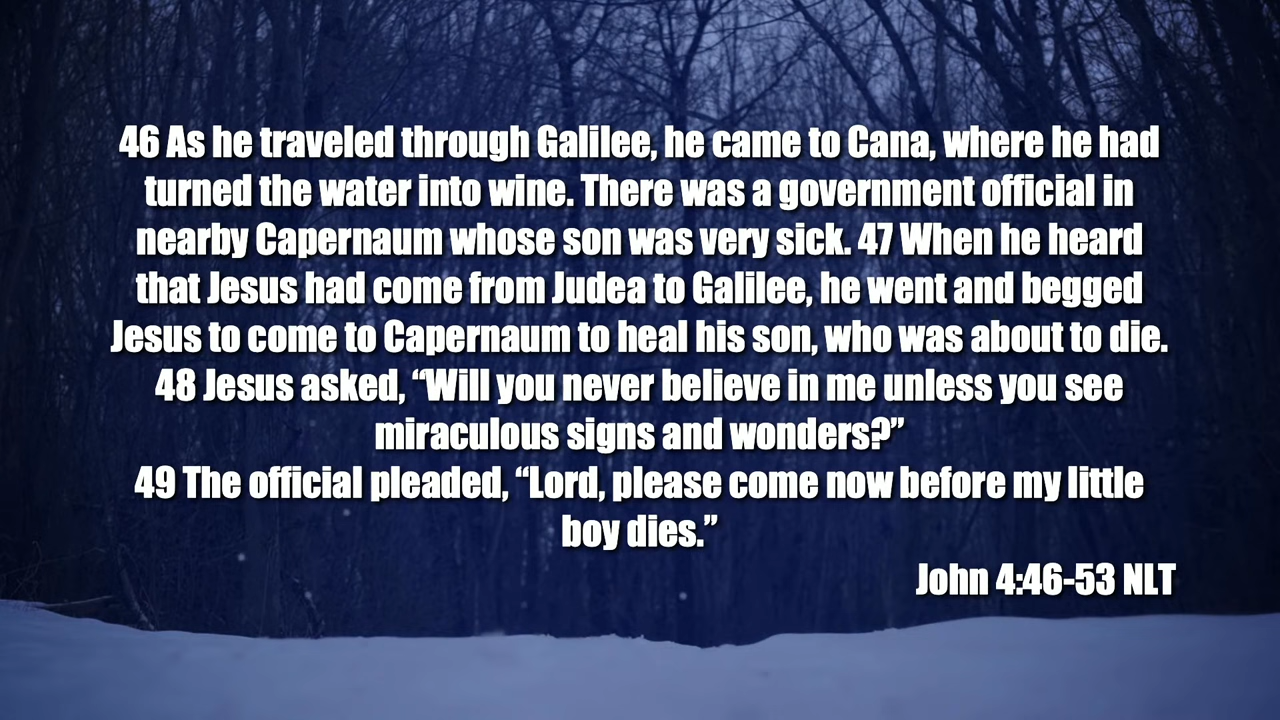 46 As he traveled through Galilee, he came to Cana, where he had
turned the water into wine. There was a government official in
nearby Capernaum whose son was very sick. 47 When he heard
that Jesus had come from Judea to Galilee, he went and begged
Jesus to come to Capernaum to heal his son, who was about to die.
48 Jesus asked, “Will you never believe in me unless you see
miraculous signs and wonders?”
49 The official pleaded, “Lord, please come now before my little
boy dies.”
John 4:46-53 NLT